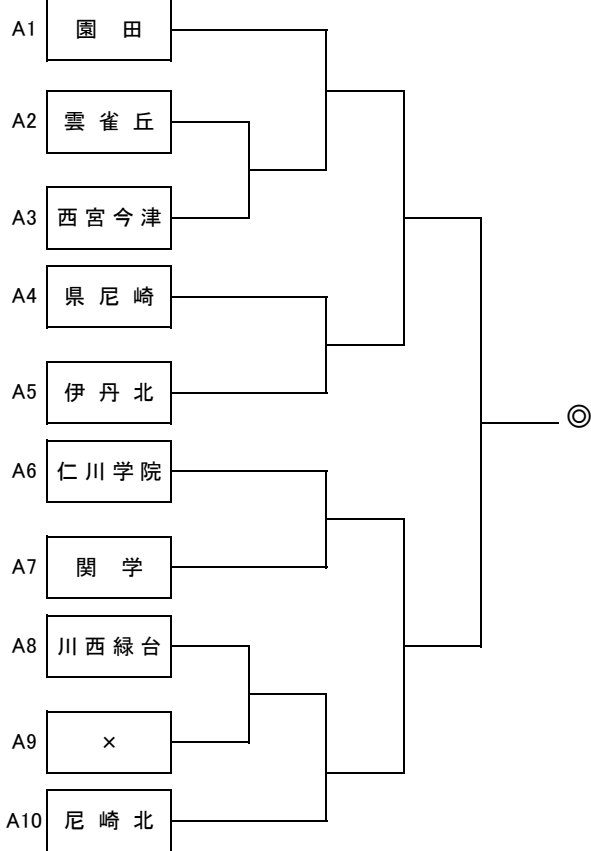 A1 園 田
A2 雲 雀 丘
A3 西 宮 今 津
A4 県 尼 崎
A5 伊 丹 北
◎
A6 仁 川 学 院
A7 関 学
A8 川 西 緑 台
A9 ×
A10 尼 崎 北